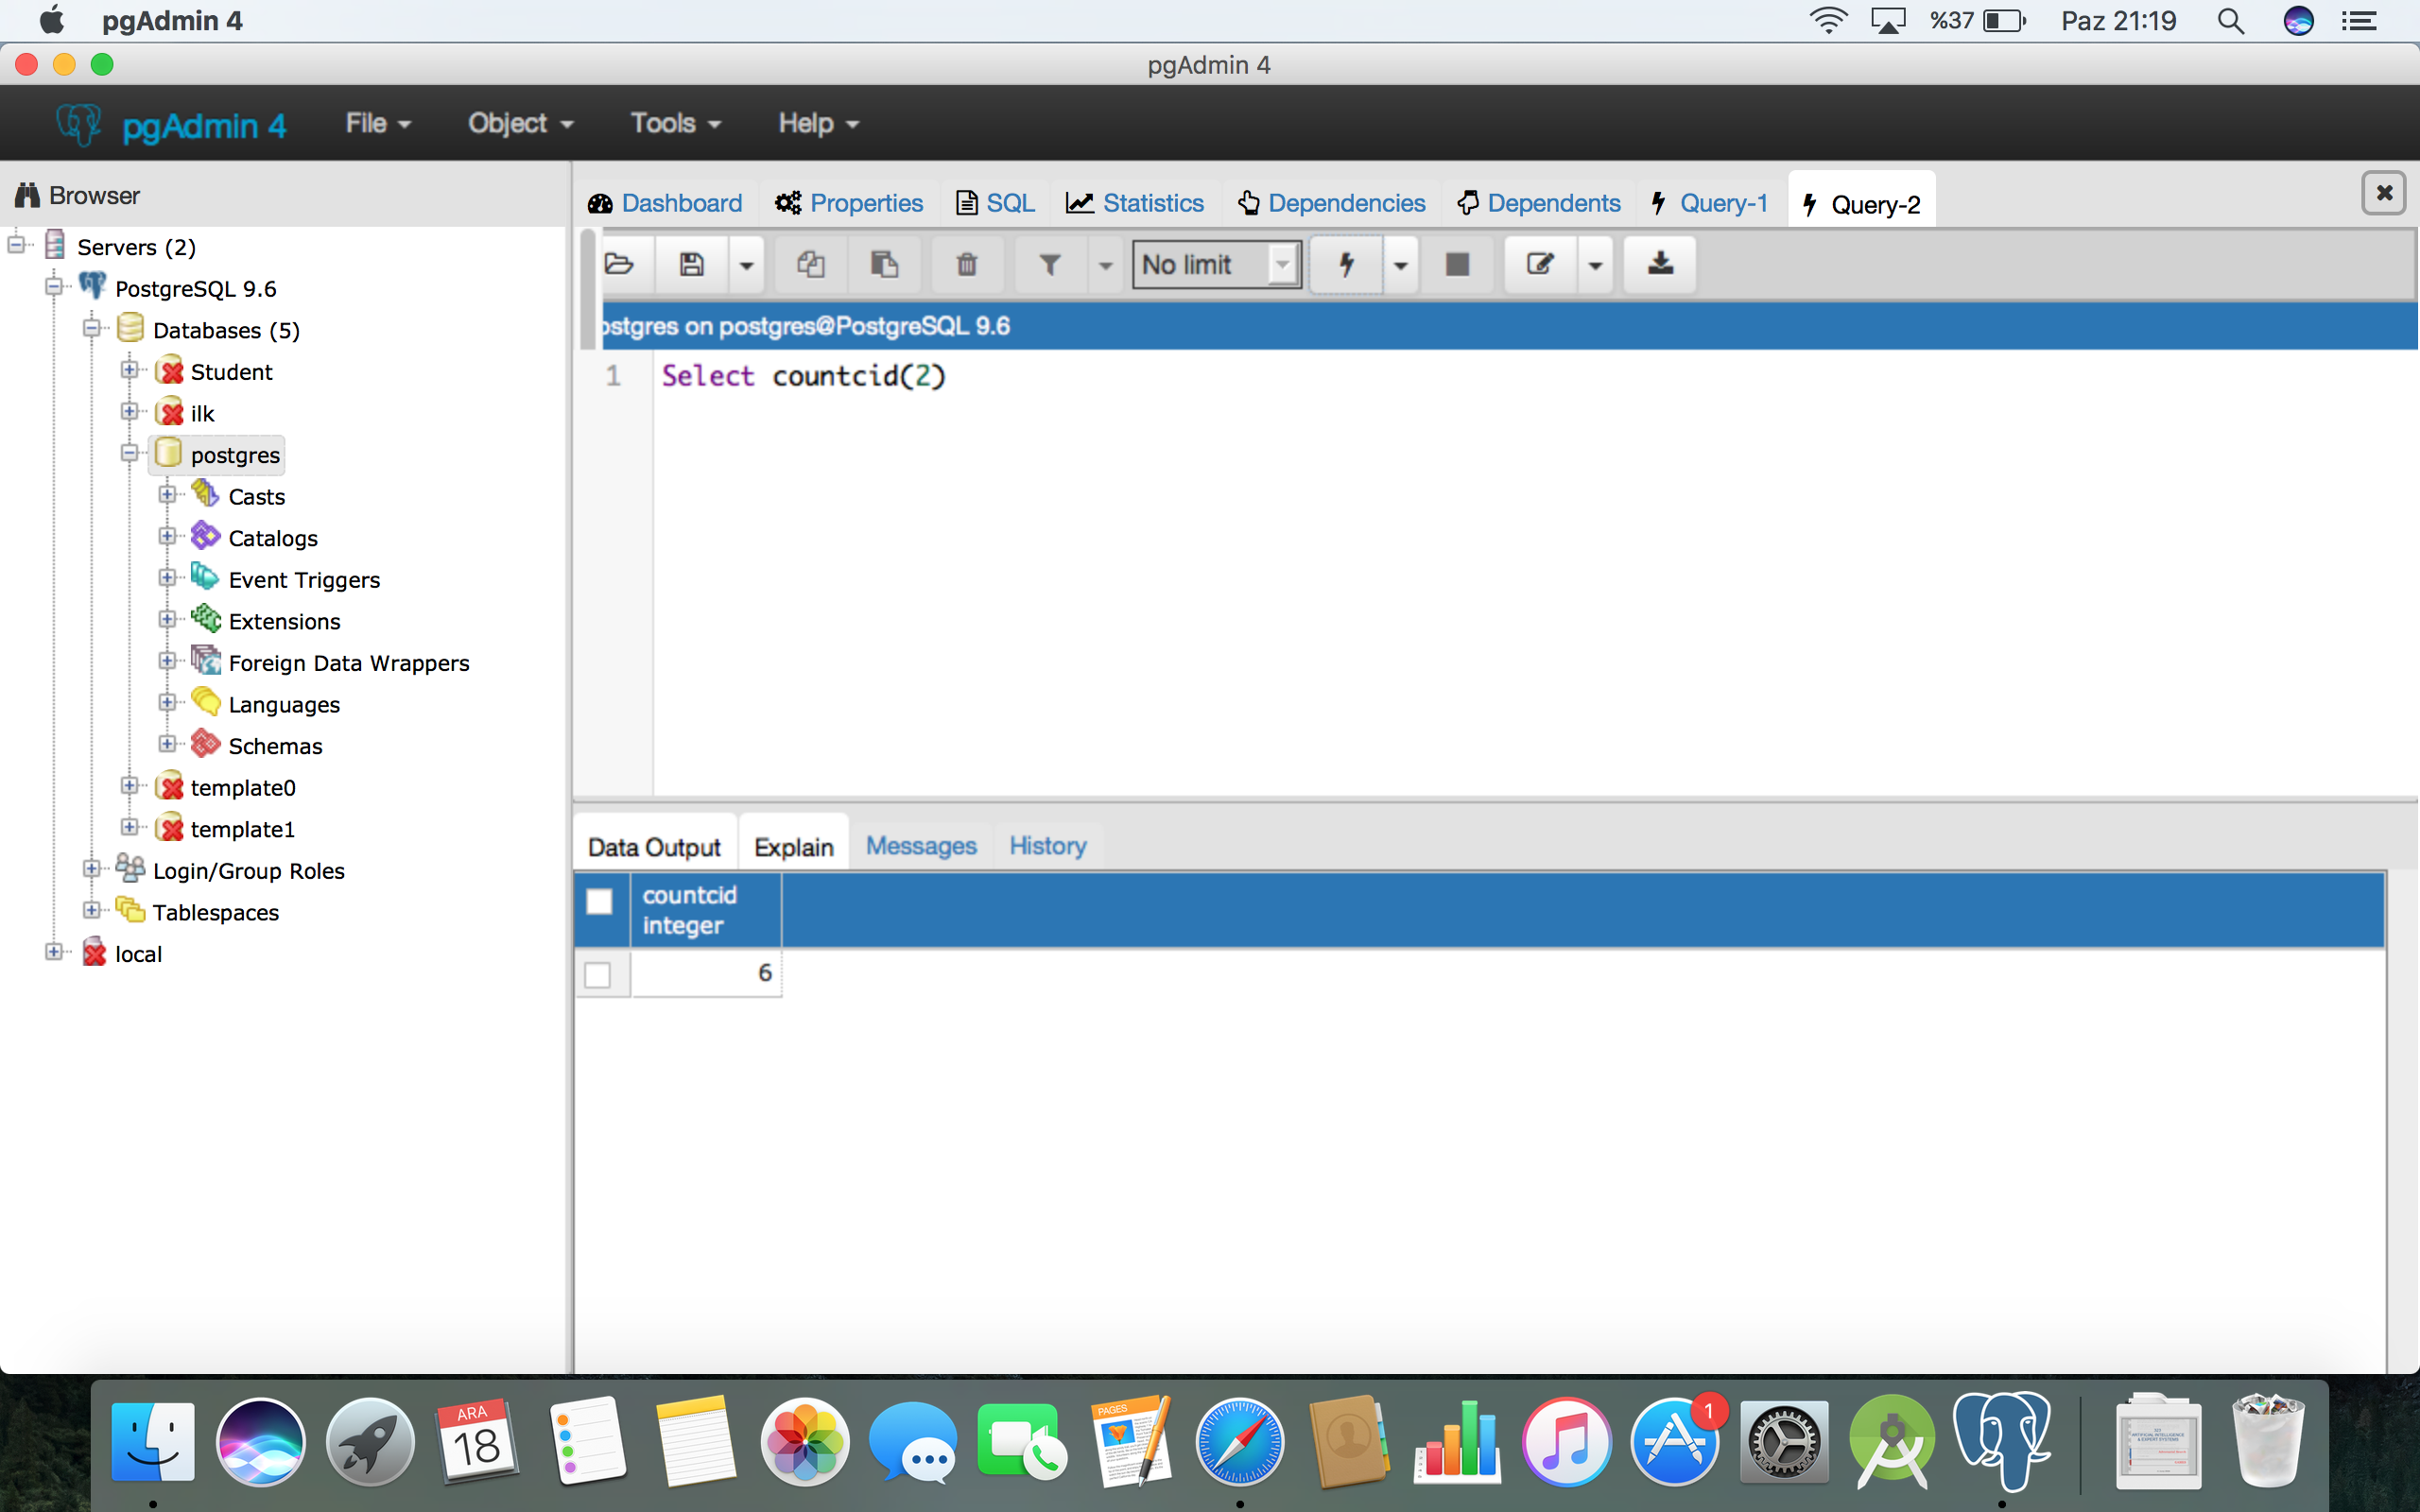 pgAdmin 4
%37
Paz 21:19
pgAdmin 4
pgAdmin 4
File
Object
Tools
Help
Browser
Dashboard
Properties
SQL
Statistics
Dependencies
Dependents
Query-1
Query-2
Servers (2)
PostgreSQL 9.6
Databases (5)
Student
ilk
postgres
Casts
Catalogs
Event Triggers
Extensions
Foreign Data Wrappers
Languages
Schemas
template0
template1
Login/Group Roles
Tablespaces
local
No limit
ostgres on postgres@PostgreSQL 9.6
1 Select countcid(2)
Data Output
Explain
Messages
History
countcid
integer
6
ARA
18
PAGES
1